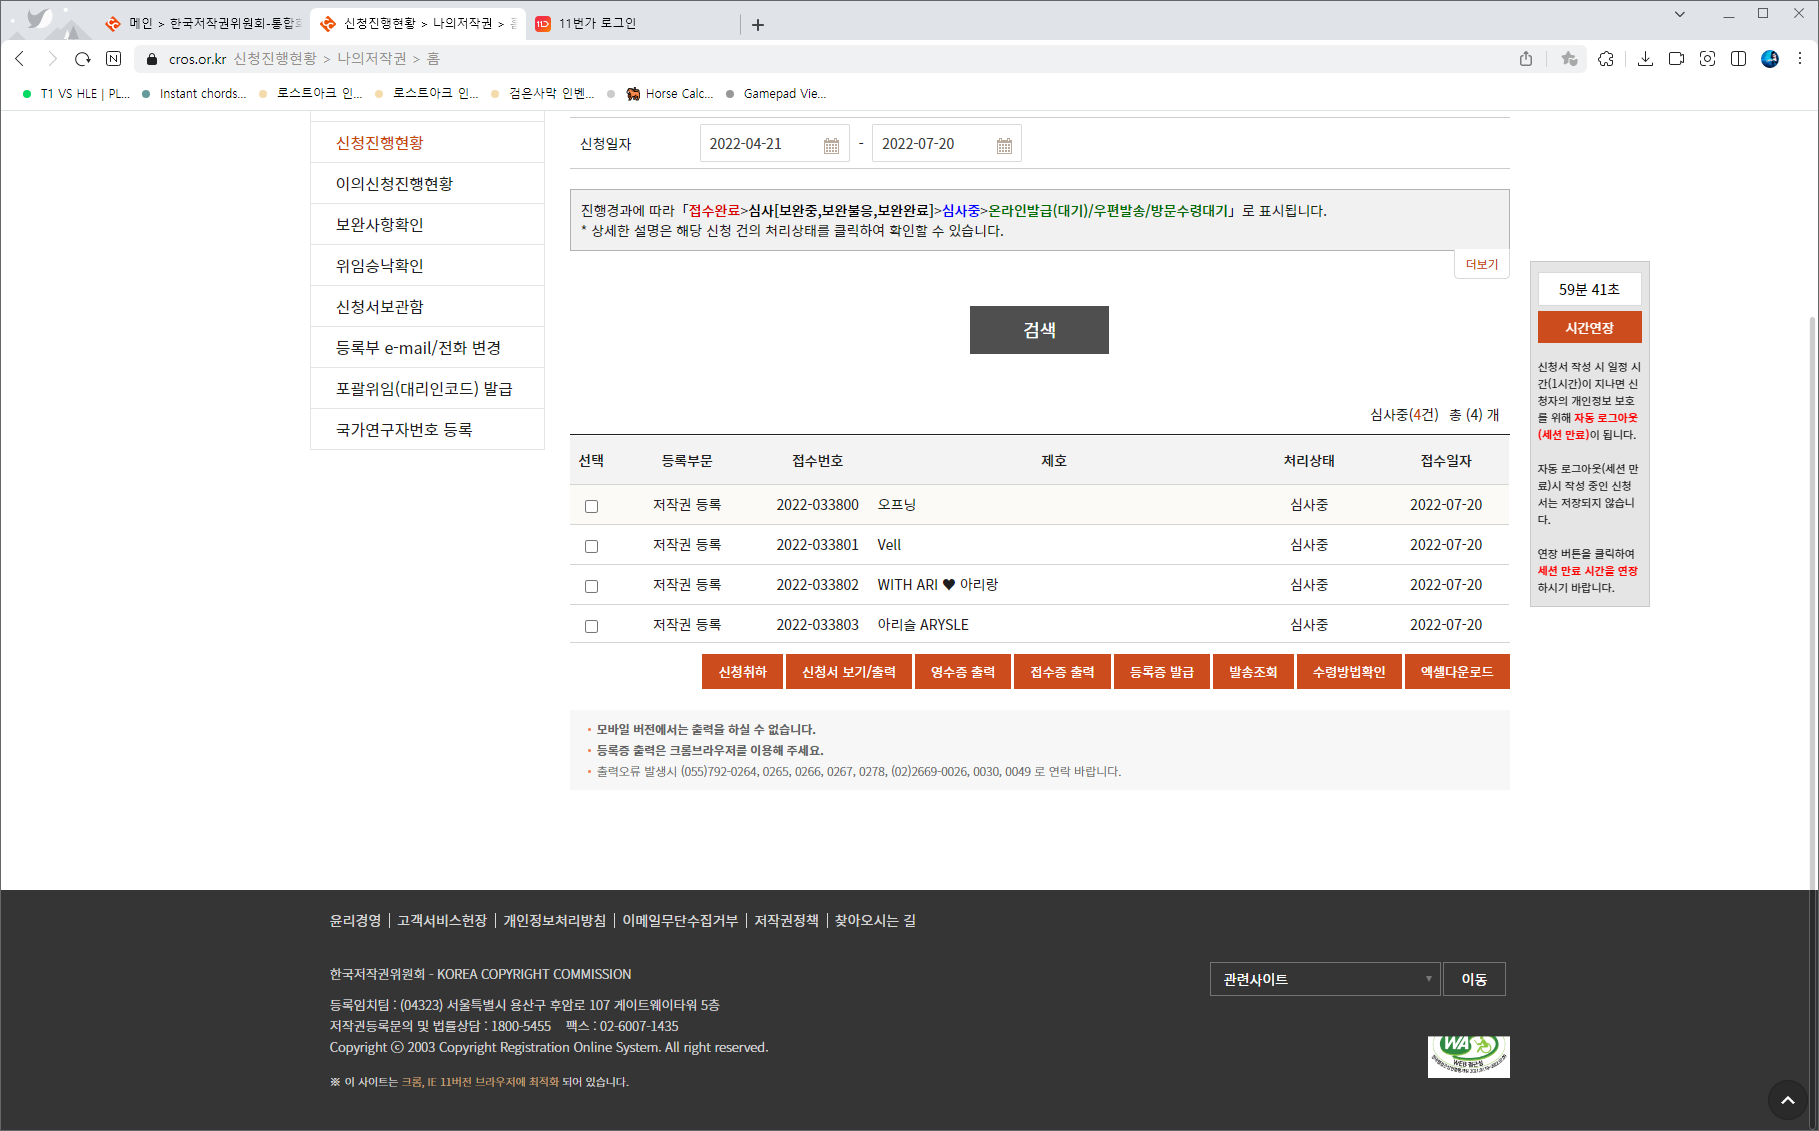 메인 > 한국저작권위원회-통합
신청진행현황 > 나의저작권 >
11번가 로그인
cros.or.kr 신청진행현황 > 나의저작권 > 홈
T1 VS HLE | PL...
Instant chords...
로스트아크 인...
로스트아크 인...
검은사막 인벤...
Horse Calc...
Gamepad Vie...
신청진행현황
이의신청진행현황
보완사항확인
위임승낙확인
신청서보관함
등록부 e-mail/전화 변경
포괄위임(대리인코드) 발급
국가연구자번호 등록
신청일자 2022-04-21 - 2022-07-20
진행경과에 따라「접수완료>심사[보완중,보완불응,보완완료]>심사중>온라인발급(대기)/우편발송/방문수령대기」로 표시됩니다.
* 상세한 설명은 해당 신청 건의 처리상태를 클릭하여 확인할 수 있습니다.
더보기
검색
심사중(4건) 총 (4) 개
선택 등록부문 접수번호 제호 처리상태 접수일자
저작권 등록 2022-033800 오프닝 심사중 2022-07-20
저작권 등록 2022-033801 Vell 심사중 2022-07-20
저작권 등록 2022-033802 WITH ARI ♥ 아리랑 심사중 2022-07-20
저작권 등록 2022-033803 아리슬 ARYSLE 심사중 2022-07-20
신청취하 신청서 보기/출력 영수증 출력 접수증 출력 등록증 발급 발송조회 수령방법확인 엑셀다운로드
• 모바일 버전에서는 출력을 하실 수 없습니다.
• 등록증 출력은 크롬브라우저를 이용해 주세요.
• 출력오류 발생시 (055)792-0264, 0265, 0266, 0267, 0278, (02)2669-0026, 0030, 0049 로 연락 바랍니다.
59분 41초
시간연장
신청서 작성 시 일정 시
간(1시간)이 지나면 신
청자의 개인정보 보호
를 위해 자동 로그아웃
(세션 만료)이 됩니다.
자동 로그아웃(세션 만
료)시 작성 중인 신청
서는 저장되지 않습니
다.
연장 버튼을 클릭하여
세션 만료 시간을 연장
하시기 바랍니다.
윤리경영 | 고객서비스헌장 | 개인정보처리방침 | 이메일무단수집거부 | 저작권정책 | 찾아오시는 길
한국저작권위원회 - KOREA COPYRIGHT COMMISSION
등록임치팀 : (04323) 서울특별시 용산구 후암로 107 게이트웨이타워 5층
저작권등록문의 및 법률상담 : 1800-5455 팩스 : 02-6007-1435
Copyright ⓒ 2003 Copyright Registration Online System. All right reserved.
※ 이 사이트는 크롬, IE 11버전 브라우저에 최적화 되어 있습니다.
관련사이트 이동
WA
WEB 접근성